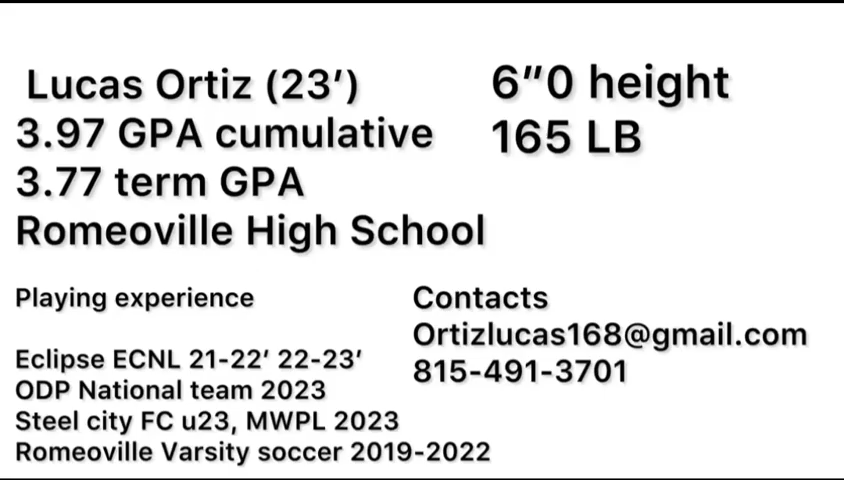 Lucas Ortiz (23’)
3.97 GPA cumulative
3.77 term GPA
Romeoville High School
6”0 height
165 LB
Playing experience
Eclipse ECNL 21-22’ 22-23’
ODP National team 2023
Steel city FC u23, MWPL 2023
Romeoville Varsity soccer 2019-2022
Contacts
Ortizlucas168@gmail.com
815-491-3701